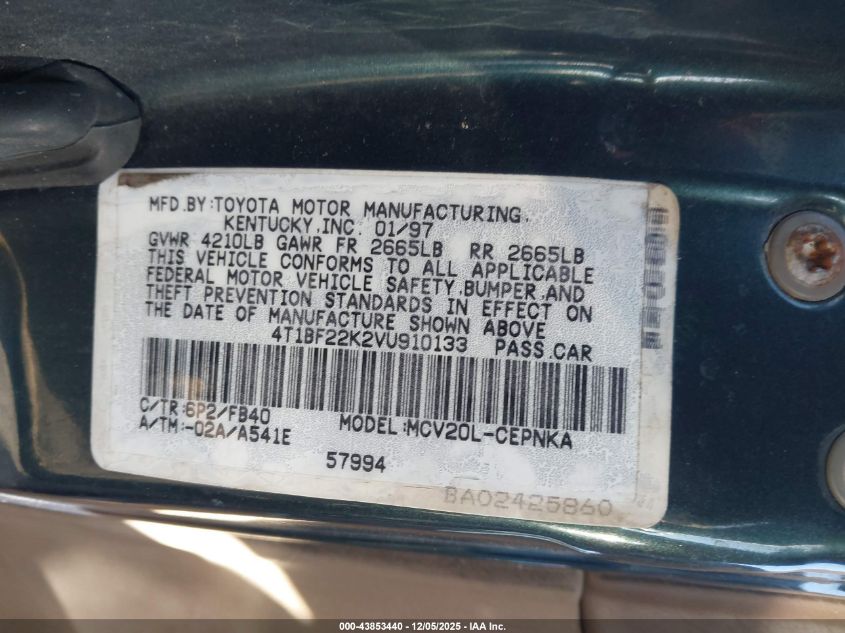 MFD.BY:TOYOTA MOTOR MANUFACTURING,
KENTUCKY,INC. 01/97
GVWR 4210LB GAWR FR 2665LB RR 2665LB
THIS VEHICLE CONFORMS TO ALL APPLICABLE
FEDERAL MOTOR VEHICLE SAFETY,BUMPER,AND
THEFT PREVENTION STANDARDS IN EFFECT ON
THE DATE OF MANUFACTURE SHOWN ABOVE
4T1BF22K2VU910133 PASS.CAR
C/TR:6P2/FB40
A/TM:-02A/A541E
MODEL:MCV20L-CEPNKA
57994
BA02425860
000-43853440 - 12/05/2025 - IAA Inc.